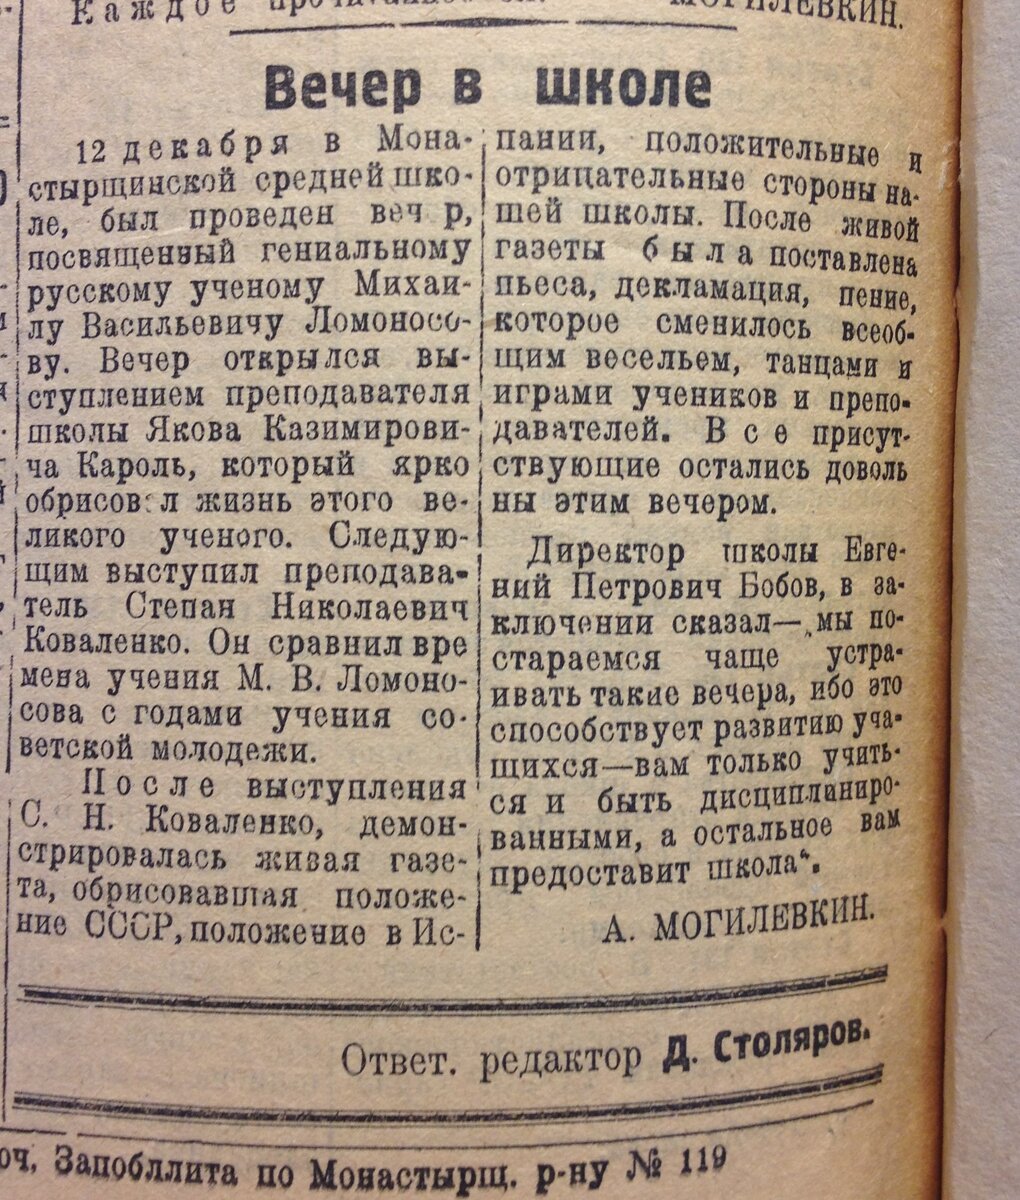 Каждое
МОГИЛЕВКИН.
Вечер в школе
12 декабря в Мона-
стырщинской средней шко-
ле, был проведен веч р,
посвященный гениальному
русскому ученому Михаи-
лу Васильевичу Ломоносо-
ву. Вечер открылся вы-
ступлением преподавателя
школы Якова Казимирови-
ча Кароль, который ярко
обрисов л жизнь этого ве-
ликого ученого. Следую-
щим выступил преподава-
тель Степан Николаевич
Коваленко. Он сравнил вре
мена учения М. В. Ломоно-
сова с годами учения со-
ветской молодежи.
После выступления
С. Н. Коваленко, демон-
стрировалась живая газе-
та, обрисовавшая положе-
ние СССР, положение в Ис-
пании, положительные и
отрицательные стороны на-
шей школы. После живой
газеты была поставлена
пьеса, декламация, пение,
которое сменилось всеоб-
щим весельем, танцами и
играми учеников и препо-
давателей. Все присут-
ствующие остались доволь
ны этим вечером.
Директор школы Евге-
ний Петрович Бобов, в за-
ключении сказал—„мы по-
стараемся чаще устра-
ивать такие вечера, ибо это
способствует развитию уча-
щихся—вам только учить-
ся и быть дисциплиниро-
ванными, а остальное вам
предоставит школа“.
А. МОГИЛЕВКИН.
Ответ. редактор Д. Столяров.
Запобллита по Монастырщ. р-ну № 119